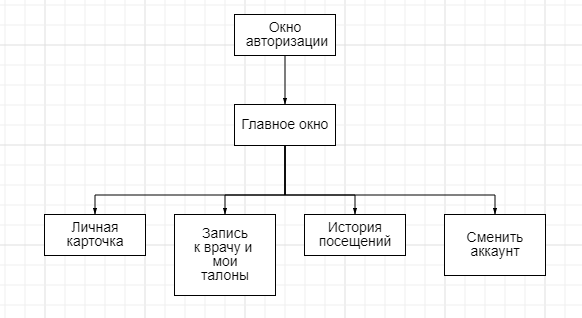 Окно
авторизации
Главное окно
Личная
карточка
Запись
к врачу и
мои
талоны
История
посещений
Сменить
аккаунт